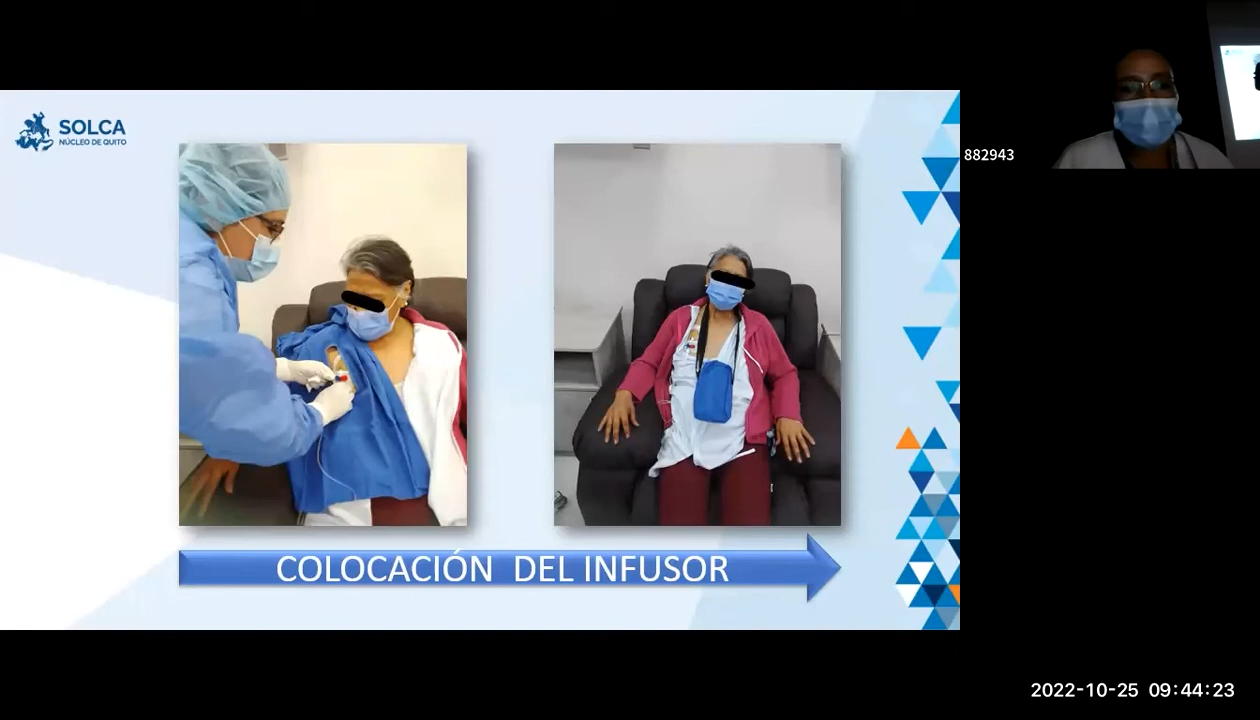 SOLCA
NÚCLEO DE QUITO
882943
COLOCACIÓN DEL INFUSOR
2022-10-25 09:44:23